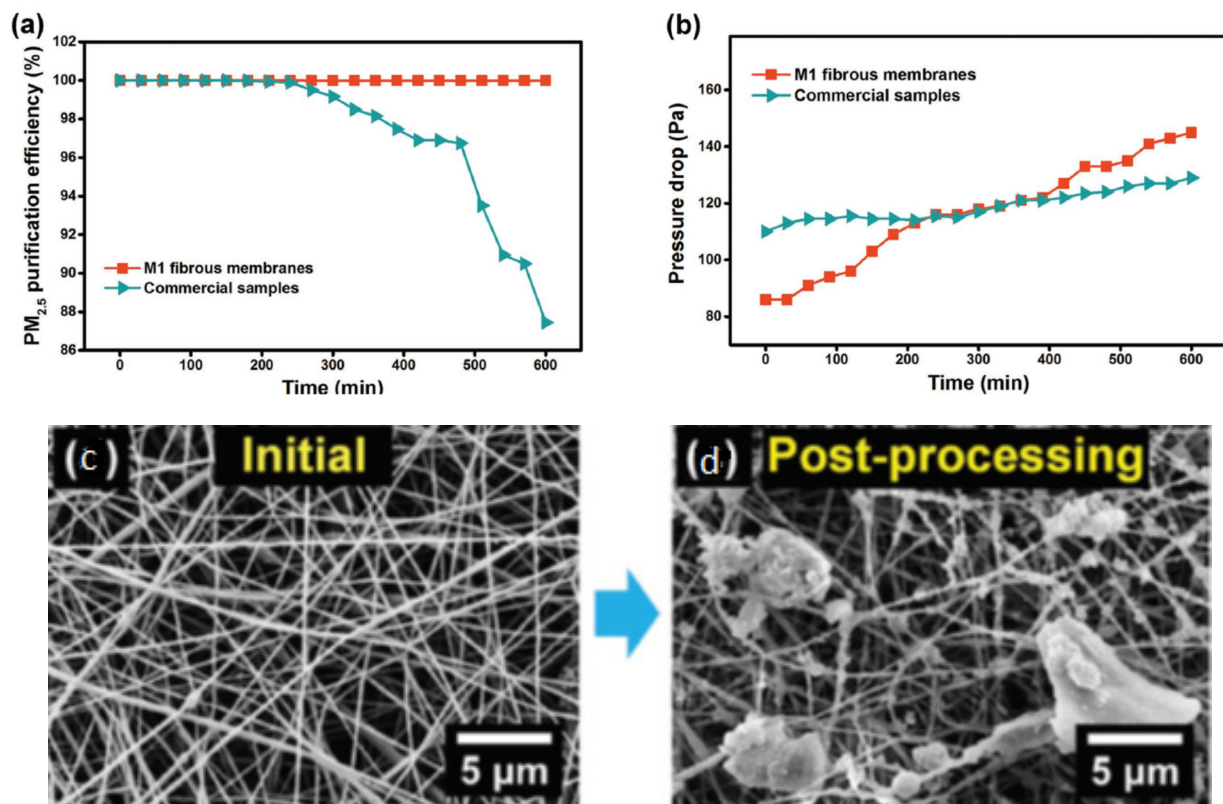 (a)
102
100
98
96
94
92
90
88
86
PM2.5 purification efficiency (%)
M1 fibrous membranes
Commercial samples
0 100 200 300 400 500 600
Time (min)
(b)
160
140
120
100
80
Pressure drop (Pa)
M1 fibrous membranes
Commercial samples
0 100 200 300 400 500 600
Time (min)
(c) Initial
5 μm
(d) Post-processing
5 μm